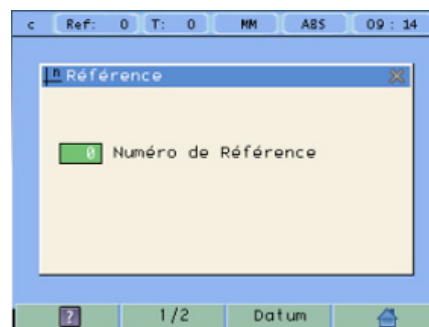 c Ref: 0 T: 0 MM ABS 09 : 14
n Référence
0 Numéro de Référence
? 1/2 Datum